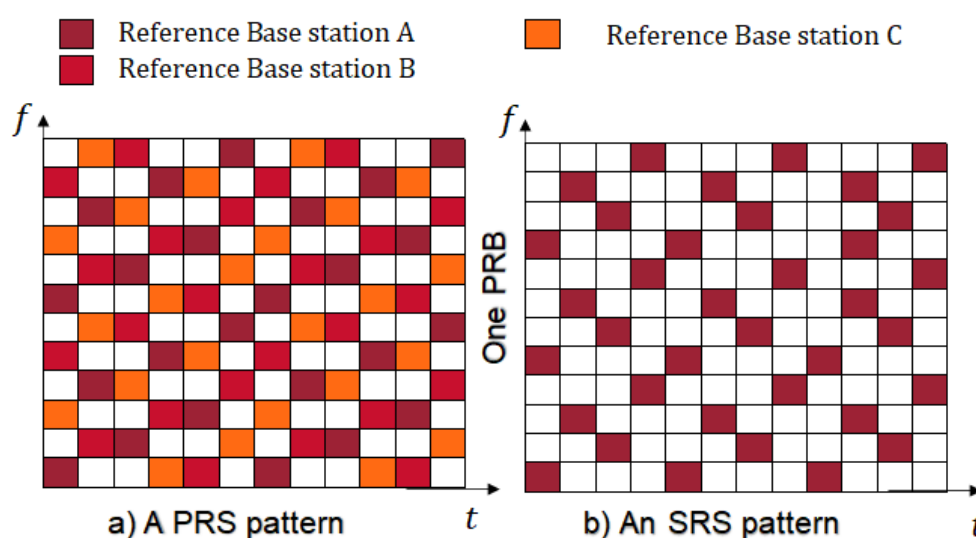 Reference Base station A
Reference Base station B
Reference Base station C
f
f
One PRB
t
t
a) A PRS pattern
b) An SRS pattern